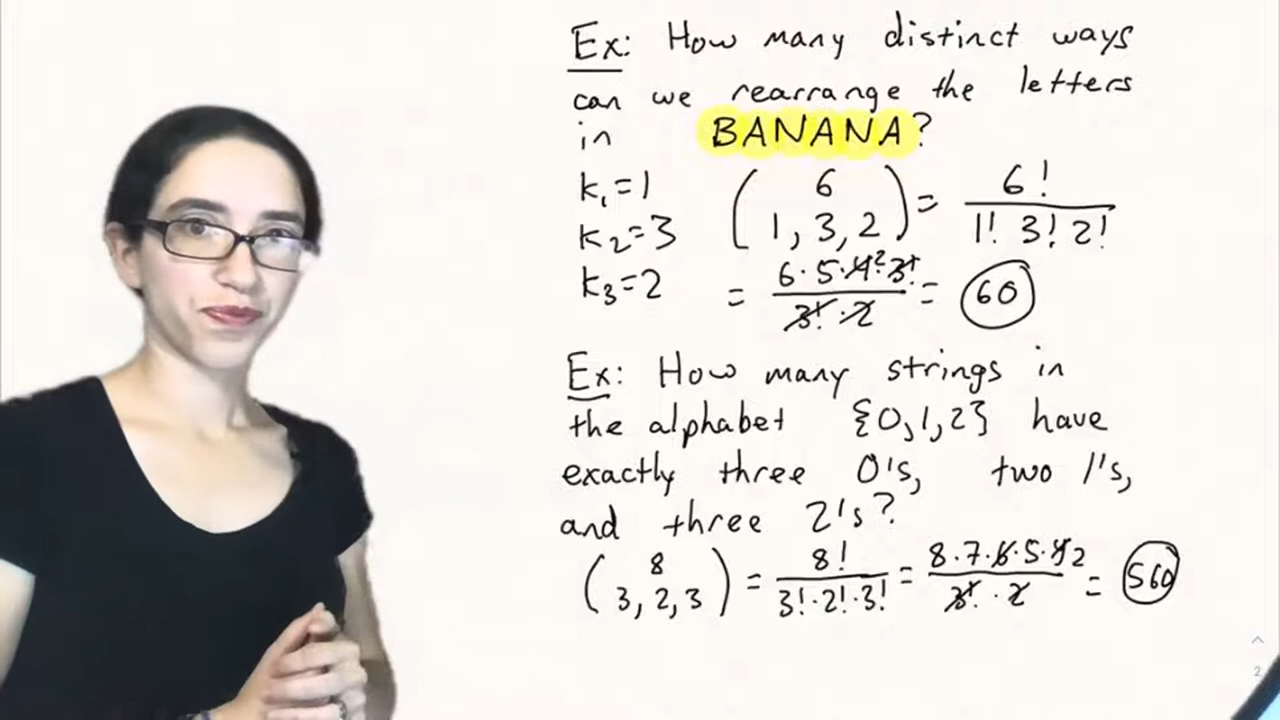 Ex: How many distinct ways
can we rearrange the letters
in BANANA?
k₁=1
k₂=3
k₃=2
( 6 ) = 6!
( 1, 3, 2 ) 1! 3! 2!
= 6·5·4²·3! = 60
3!·2
Ex: How many strings in
the alphabet {0,1,2} have
exactly three 0's, two 1's,
and three 2's?
( 8 ) = 8! = 8·7·6·5·4 2 = 560
( 3, 2, 3 ) 3!·2!·3! 3!·2
2